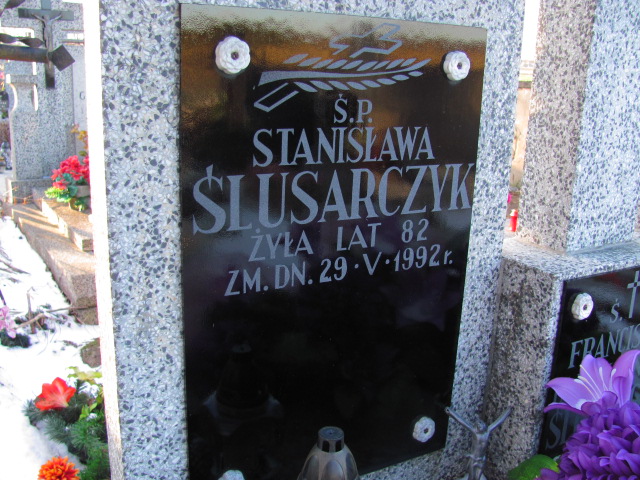 Ś.P.
STANISŁAWA
ŚLUSARCZYK
ŻYŁA LAT 82
ZM. DN. 29·V·1992 r.
Ś.